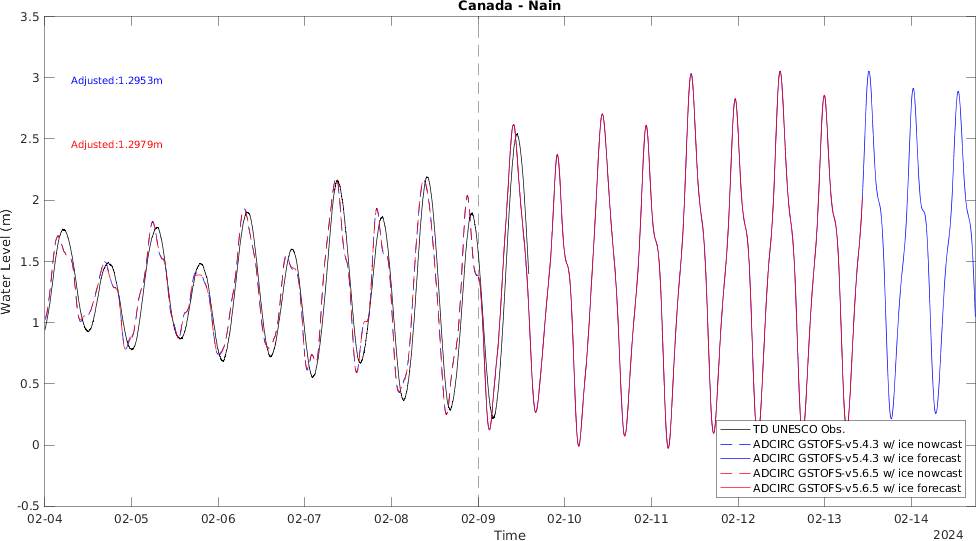 Canada - Nain
3.5
3
2.5
2
1.5
1
0.5
0
-0.5
Water Level (m)
Adjusted:1.2953m
Adjusted:1.2979m
TD UNESCO Obs.
ADCIRC GSTOFS-v5.4.3 w/ ice nowcast
ADCIRC GSTOFS-v5.4.3 w/ ice forecast
ADCIRC GSTOFS-v5.6.5 w/ ice nowcast
ADCIRC GSTOFS-v5.6.5 w/ ice forecast
02-04 02-05 02-06 02-07 02-08 02-09 02-10 02-11 02-12 02-13 02-14
Time
2024